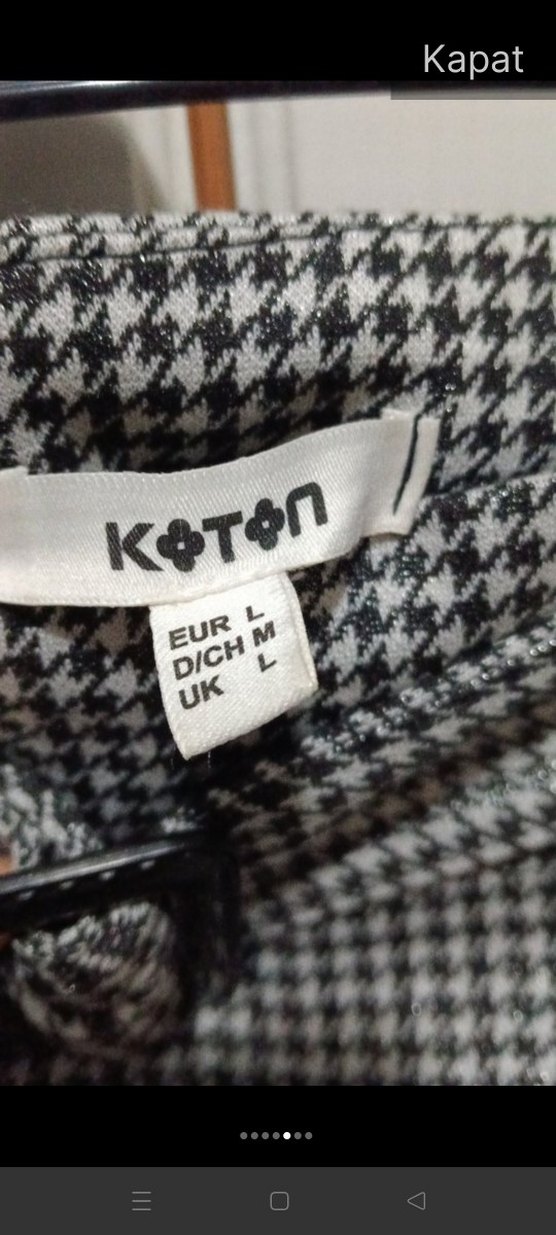 Kapat
KOTON
EUR L
D/CH M
UK L